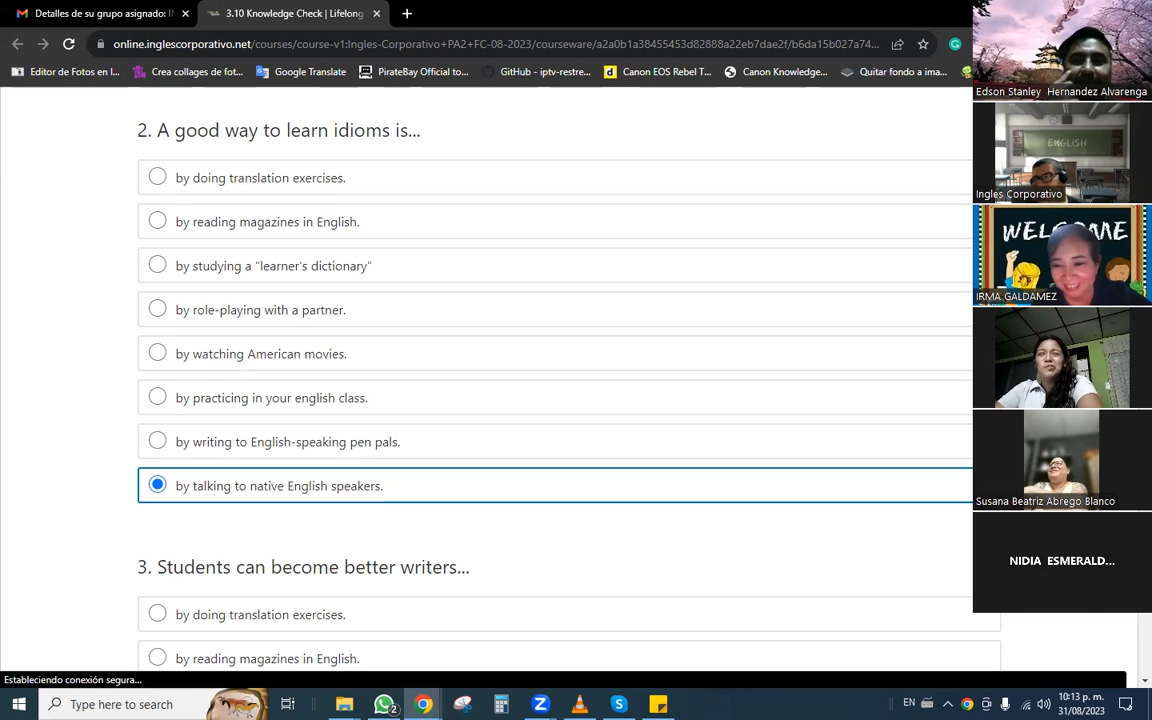 Detalles de su grupo asignado: I
3.10 Knowledge Check | Lifelong
online.inglescorporativo.net/courses/course-v1:Ingles-Corporativo+PA2+FC-08-2023/courseware/a2a0b1a38455453d82888a22eb7dae2f/b6da15b027a74...
Editor de Fotos en l...
Crea collages de fot...
Google Translate
PirateBay Official to...
GitHub - iptv-restre...
Canon EOS Rebel T...
Canon Knowledge...
Quitar fondo a ima...
2. A good way to learn idioms is...
by doing translation exercises.
by reading magazines in English.
by studying a “learner's dictionary”
by role-playing with a partner.
by watching American movies.
by practicing in your english class.
by writing to English-speaking pen pals.
by talking to native English speakers.
3. Students can become better writers...
by doing translation exercises.
by reading magazines in English.
Estableciendo conexión segura...
Edson Stanley Hernandez Alvarenga
ENGLISH
Ingles Corporativo
WELCOME
IRMA GALDAMEZ
Susana Beatriz Abrego Blanco
NIDIA ESMERALD...
Type here to search
2
EN
10:13 p. m.
31/08/2023